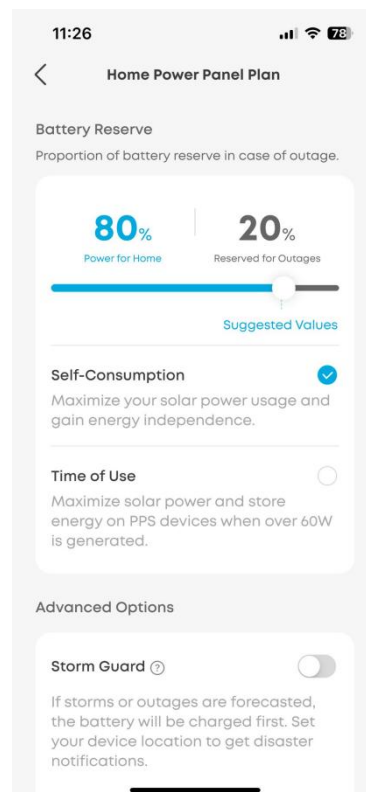 11:26
78
Home Power Panel Plan
Battery Reserve
Proportion of battery reserve in case of outage.
80%
20%
Power for Home
Reserved for Outages
Suggested Values
Self-Consumption
Maximize your solar power usage and
gain energy independence.
Time of Use
Maximize solar power and store
energy on PPS devices when over 60W
is generated.
Advanced Options
Storm Guard ?
If storms or outages are forecasted,
the battery will be charged first. Set
your device location to get disaster
notifications.